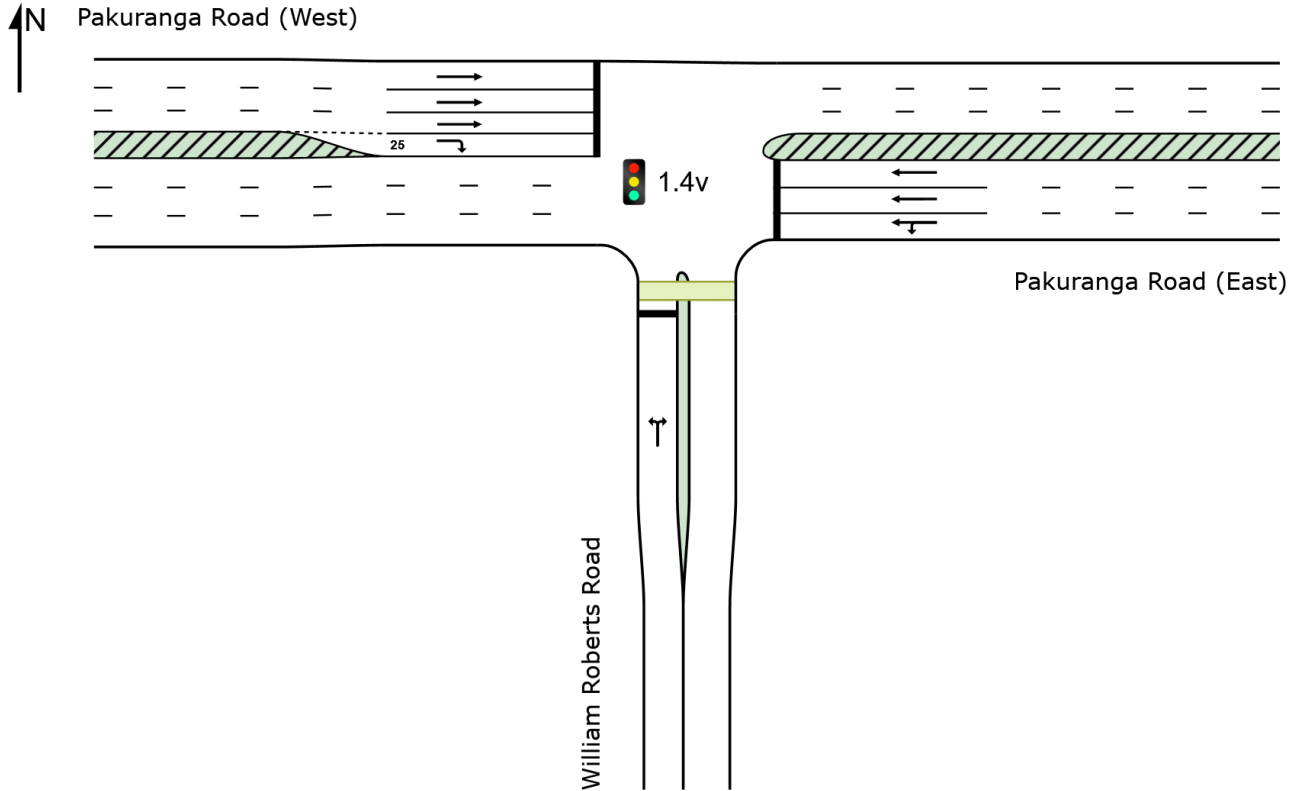 N
Pakuranga Road (West)
25
1.4v
Pakuranga Road (East)
William Roberts Road